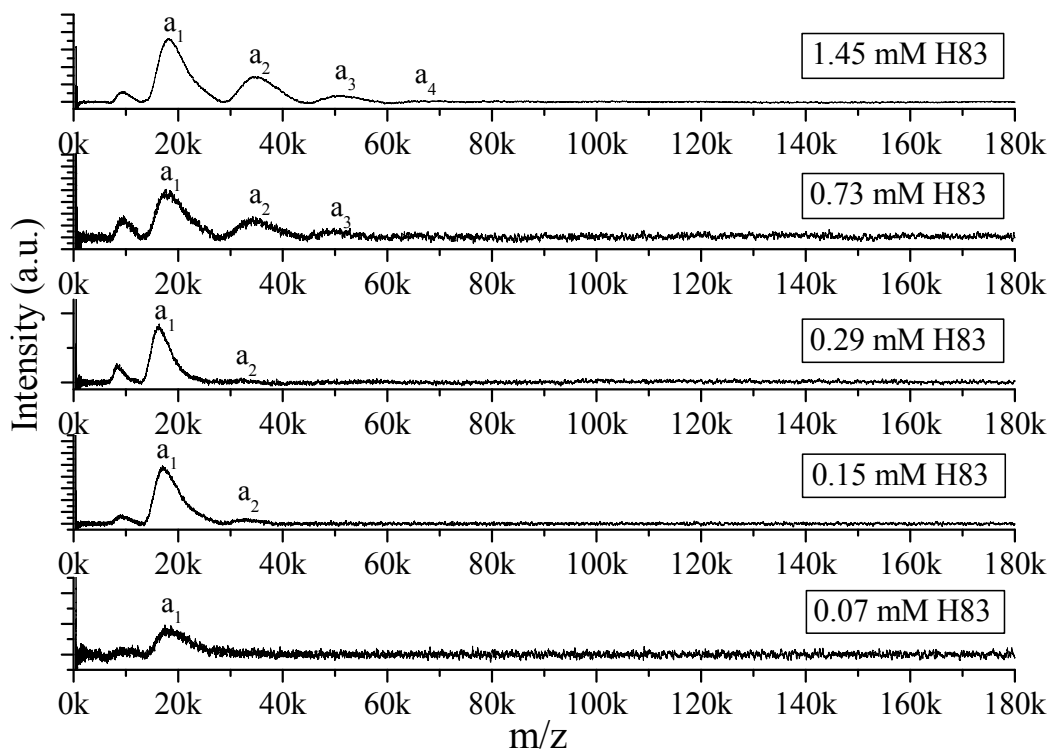 a1 a2 a3 a4
1.45 mM H83
0k 20k 40k 60k 80k 100k 120k 140k 160k 180k
a1 a2 a3
0.73 mM H83
0k 20k 40k 60k 80k 100k 120k 140k 160k 180k
a1 a2
0.29 mM H83
0k 20k 40k 60k 80k 100k 120k 140k 160k 180k
a1 a2
0.15 mM H83
0k 20k 40k 60k 80k 100k 120k 140k 160k 180k
a1
0.07 mM H83
0k 20k 40k 60k 80k 100k 120k 140k 160k 180k
Intensity (a.u.)
m/z